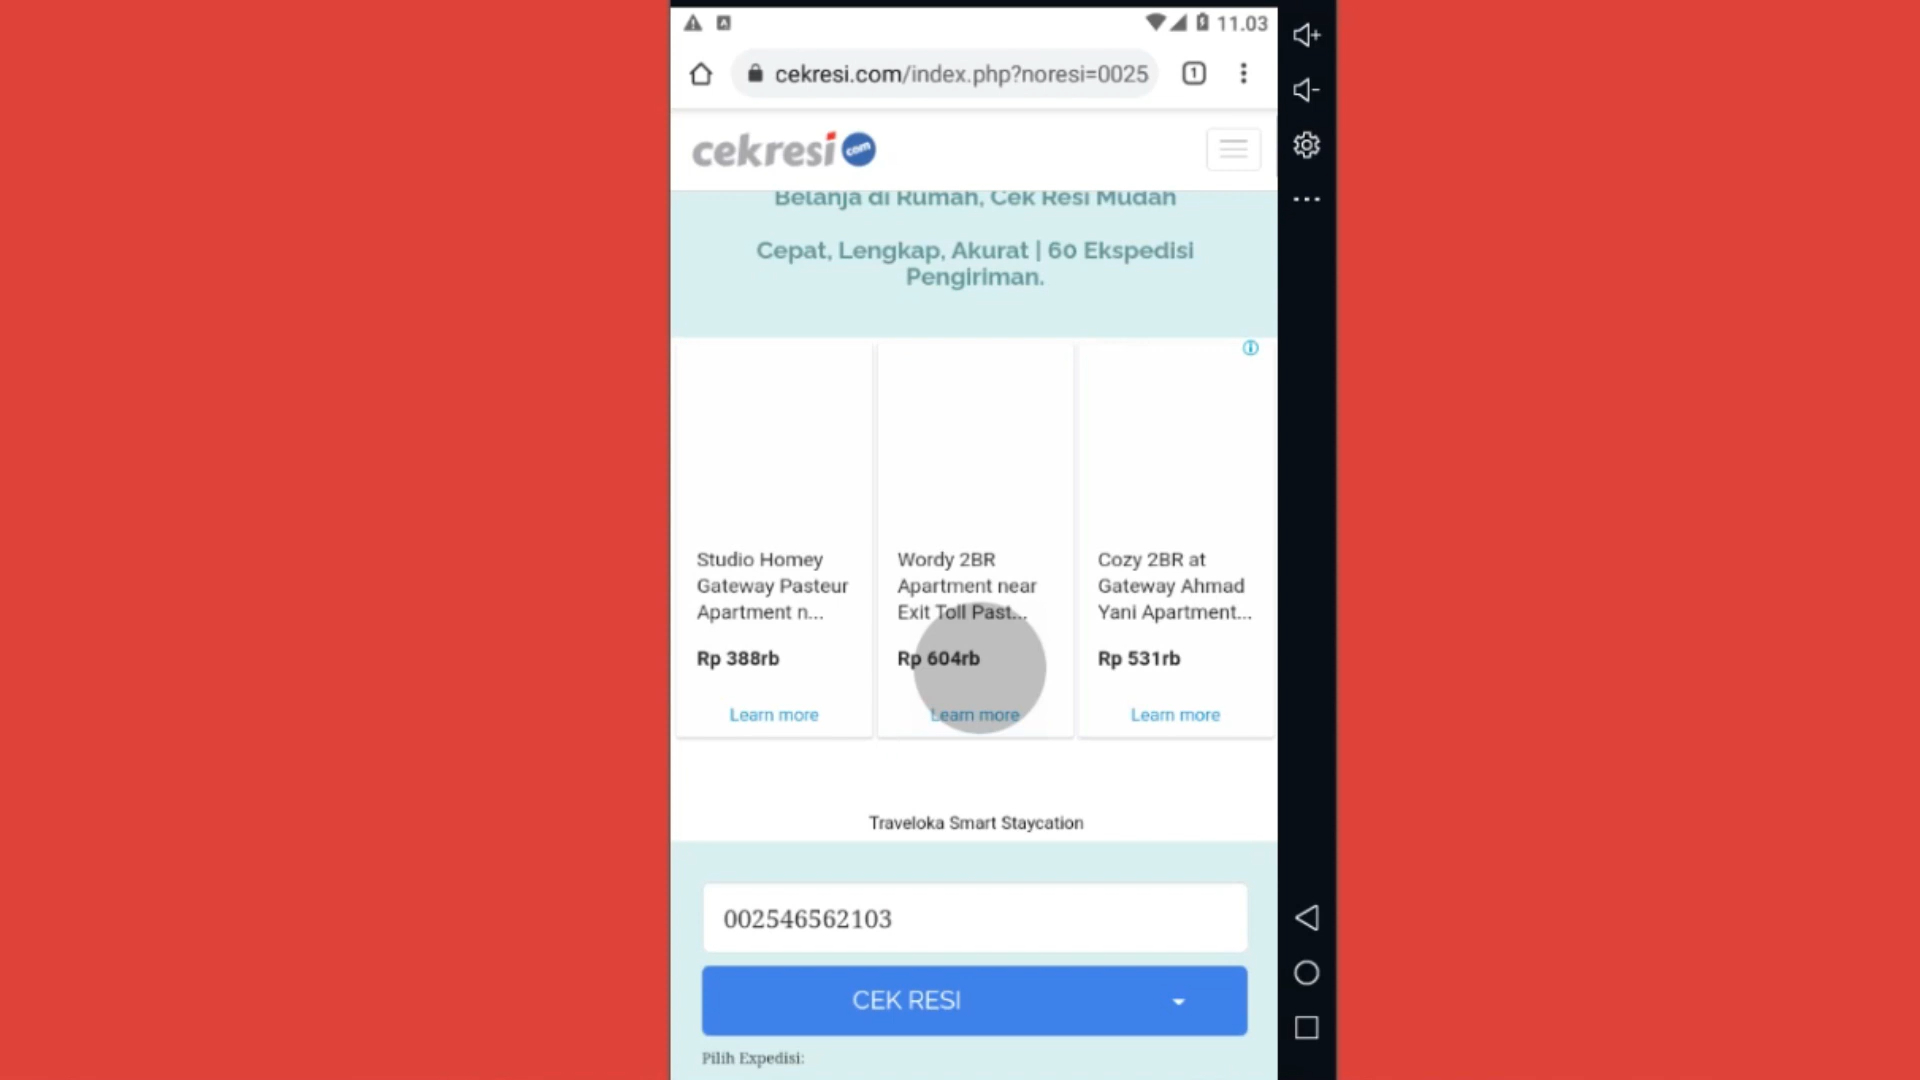 11.03
cekresi.com/index.php?noresi=0025
1
cekresi com
Belanja di Rumah, Cek Resi Mudah
Cepat, Lengkap, Akurat | 60 Ekspedisi
Pengiriman.
Studio Homey
Gateway Pasteur
Apartment n...
Rp 388rb
Learn more
Wordy 2BR
Apartment near
Exit Toll Past...
Rp 604rb
Learn more
Cozy 2BR at
Gateway Ahmad
Yani Apartment...
Rp 531rb
Learn more
Traveloka Smart Staycation
002546562103
CEK RESI
Pilih Expedisi: